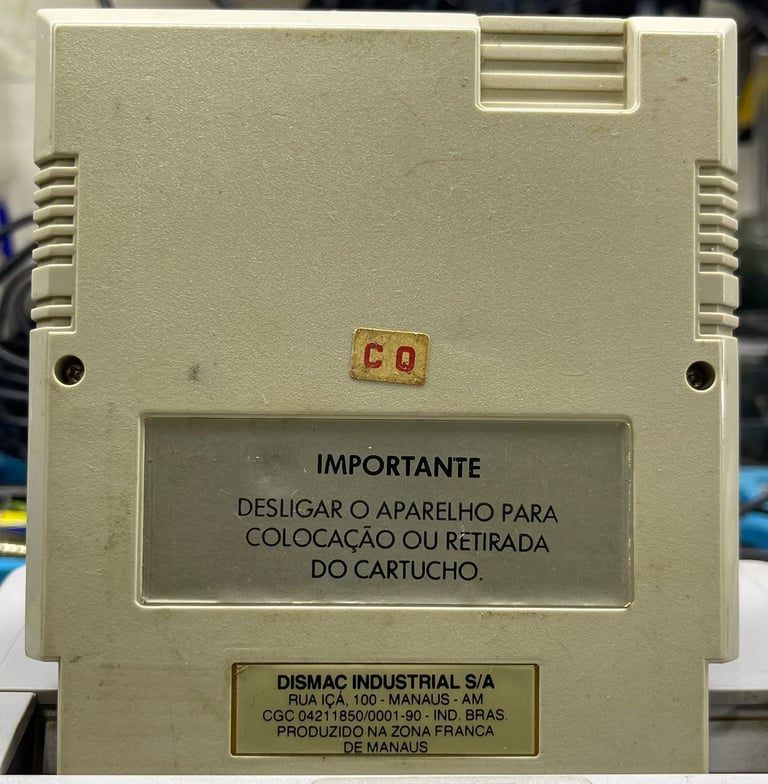 C Q
IMPORTANTE
DESLIGAR O APARELHO PARA
COLOCAÇÃO OU RETIRADA
DO CARTUCHO.
DISMAC INDUSTRIAL S/A
RUA IÇÁ, 100 - MANAUS - AM
CGC 04211850/0001-90 - IND. BRAS.
PRODUZIDO NA ZONA FRANCA
DE MANAUS